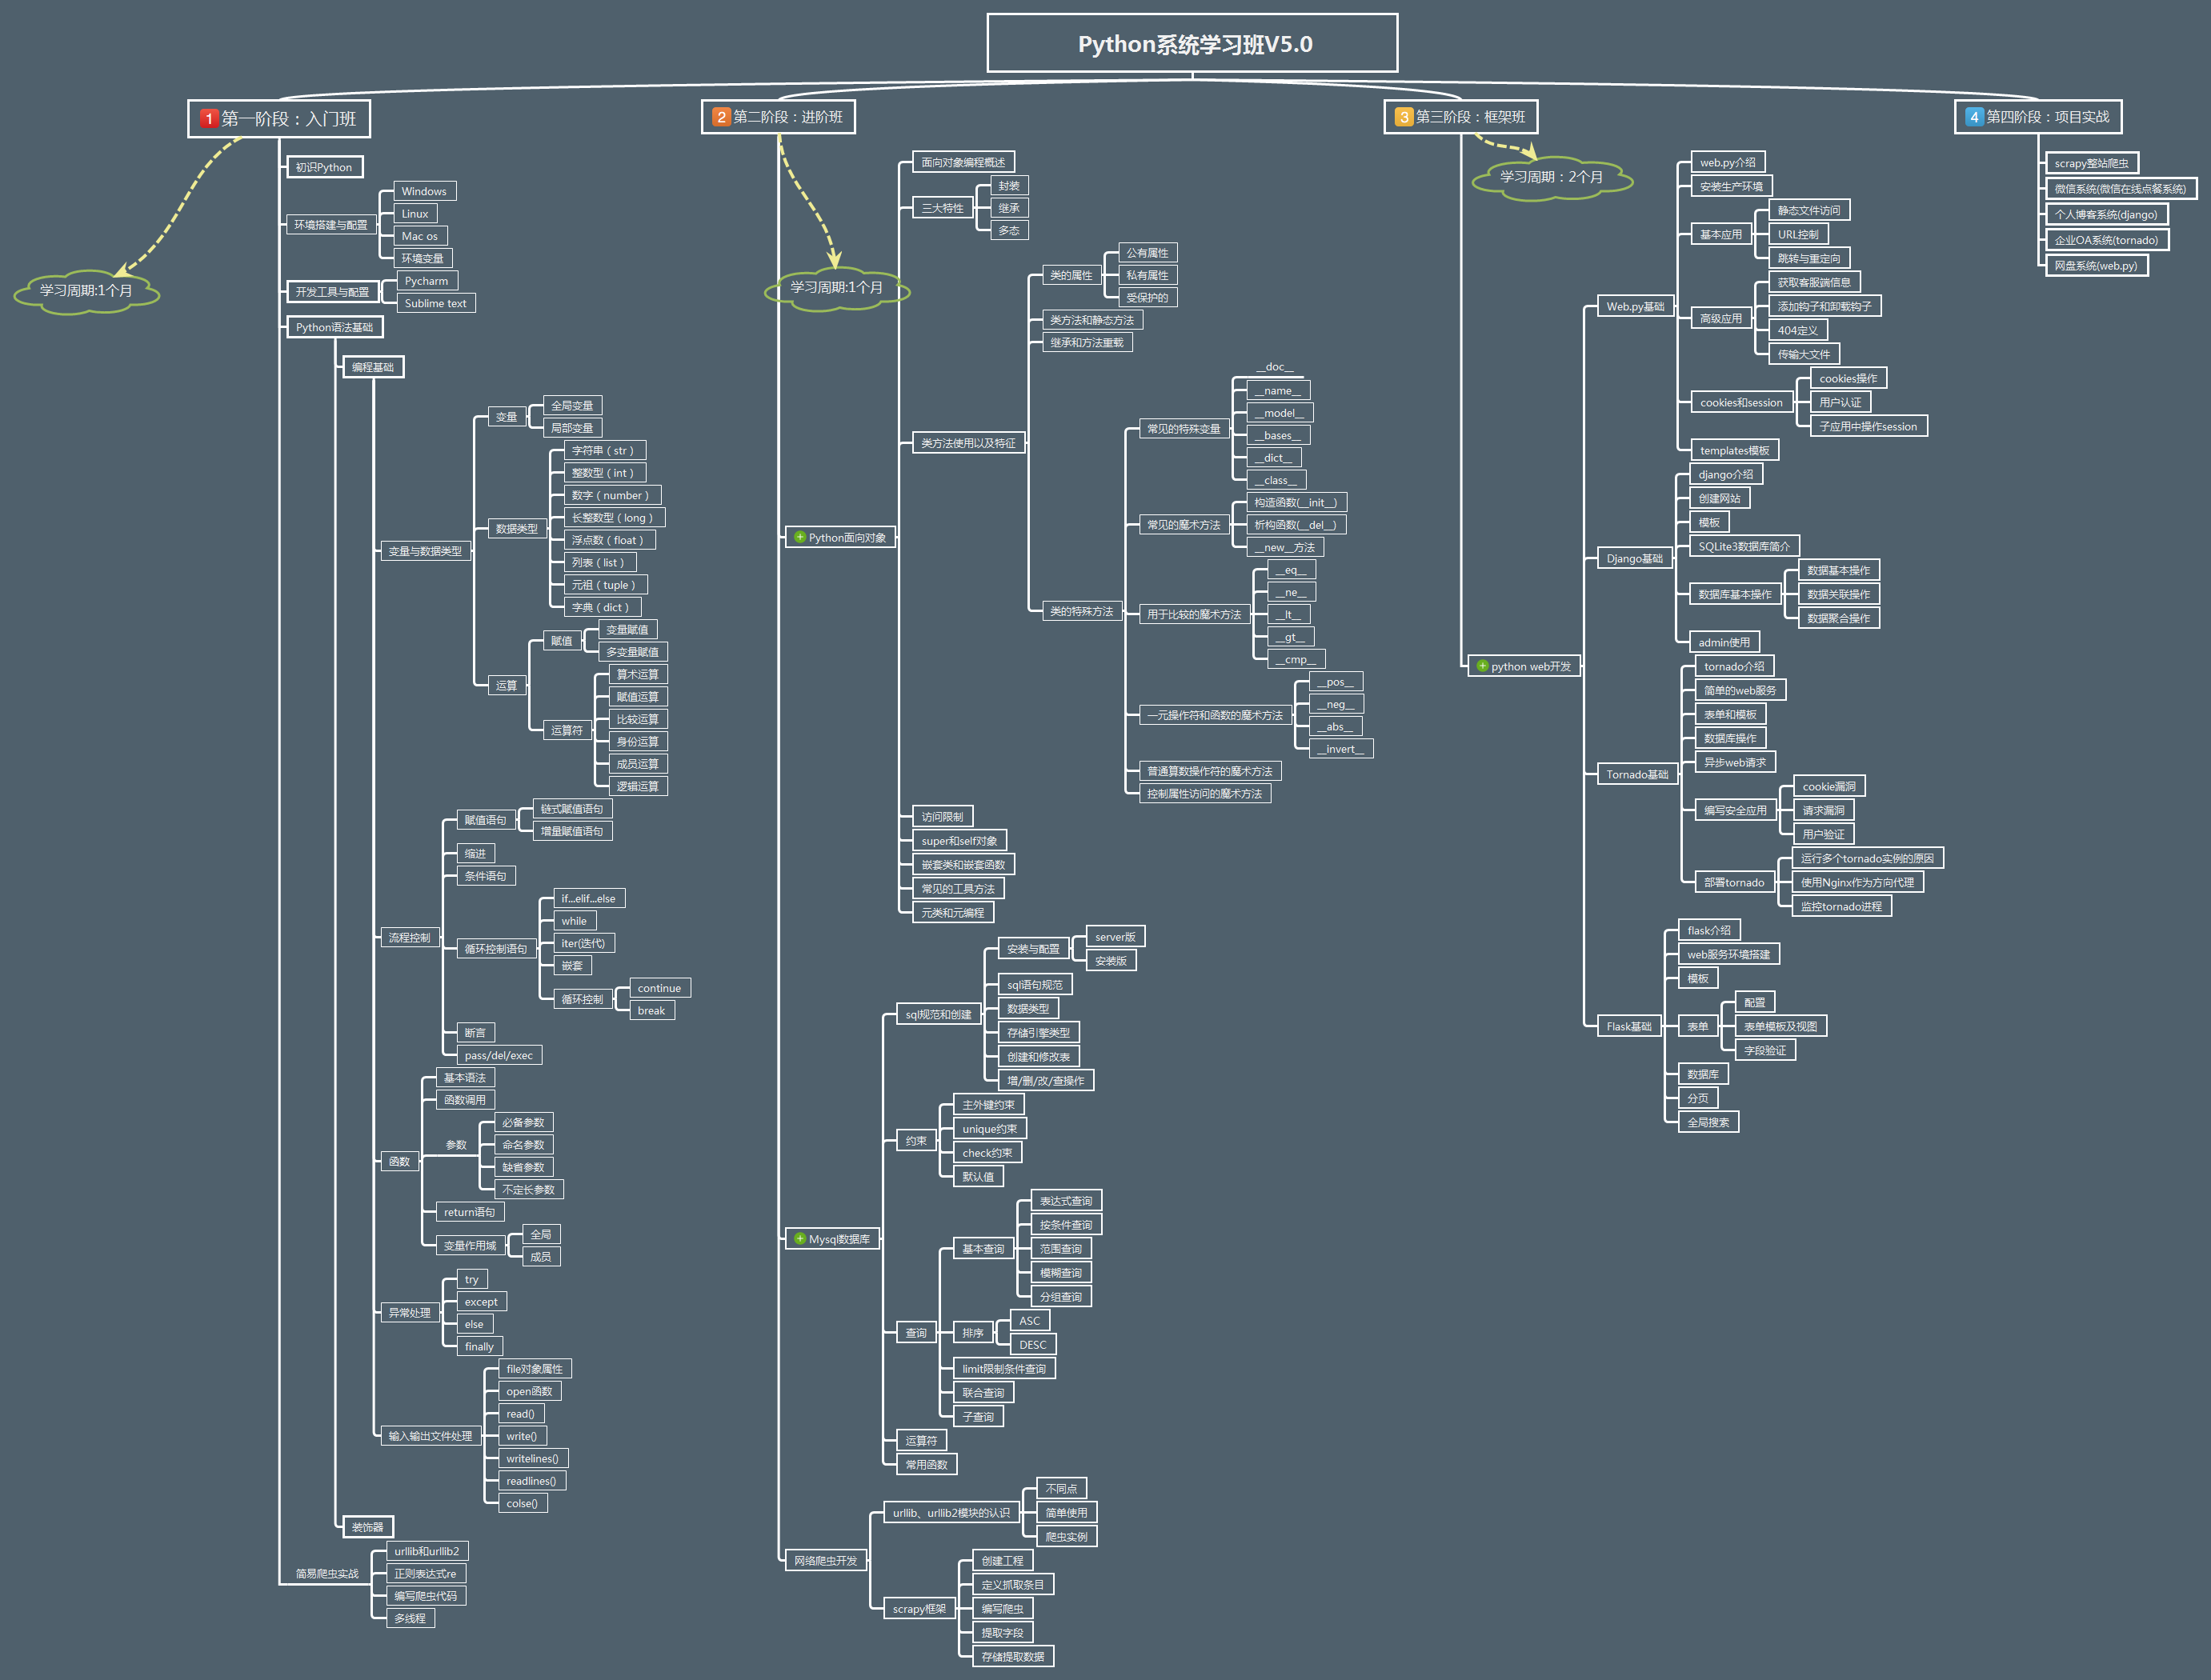 Python系统学习班V5.0
1 第一阶段：入门班
学习周期:1个月
初识Python
环境搭建与配置
Windows
Linux
Mac os
环境变量
开发工具与配置
Pycharm
Sublime text
Python语法基础
编程基础
变量与数据类型
变量
全局变量
局部变量
数据类型
字符串（str）
整数型（int）
数字（number）
长整数型（long）
浮点数（float）
列表（list）
元祖（tuple）
字典（dict）
运算
赋值
变量赋值
多变量赋值
运算符
算术运算
赋值运算
比较运算
身份运算
成员运算
逻辑运算
流程控制
赋值语句
链式赋值语句
增量赋值语句
缩进
条件语句
循环控制语句
if...elif...else
while
iter(迭代)
嵌套
循环控制
continue
break
断言
pass/del/exec
函数
基本语法
函数调用
参数
必备参数
命名参数
缺省参数
不定长参数
return语句
变量作用域
全局
成员
异常处理
try
except
else
finally
输入输出文件处理
file对象属性
open函数
read()
write()
writelines()
readlines()
colse()
装饰器
简易爬虫实战
urllib和urllib2
正则表达式re
编写爬虫代码
多线程
2 第二阶段：进阶班
学习周期:1个月
Python面向对象
面向对象编程概述
三大特性
封装
继承
多态
类方法使用以及特征
类的属性
公有属性
私有属性
受保护的
类方法和静态方法
继承和方法重载
类的特殊方法
常见的特殊变量
__doc__
__name__
__model__
__bases__
__dict__
__class__
常见的魔术方法
构造函数(__init__)
析构函数(__del__)
__new__方法
用于比较的魔术方法
__eq__
__ne__
__lt__
__gt__
__cmp__
一元操作符和函数的魔术方法
__pos__
__neg__
__abs__
__invert__
普通算数操作符的魔术方法
控制属性访问的魔术方法
访问限制
super和self对象
嵌套类和嵌套函数
常见的工具方法
元类和元编程
Mysql数据库
sql规范和创建
安装与配置
server版
安装版
sql语句规范
数据类型
存储引擎类型
创建和修改表
增/删/改/查操作
约束
主外键约束
unique约束
check约束
默认值
查询
基本查询
表达式查询
按条件查询
范围查询
模糊查询
分组查询
排序
ASC
DESC
limit限制条件查询
联合查询
子查询
运算符
常用函数
网络爬虫开发
urllib、urllib2模块的认识
不同点
简单使用
爬虫实例
scrapy框架
创建工程
定义抓取条目
编写爬虫
提取字段
存储提取数据
3 第三阶段：框架班
学习周期：2个月
python web开发
Web.py基础
web.py介绍
安装生产环境
基本应用
静态文件访问
URL控制
跳转与重定向
高级应用
获取客服端信息
添加钩子和卸载钩子
404定义
传输大文件
cookies和session
cookies操作
用户认证
子应用中操作session
templates模板
Django基础
django介绍
创建网站
模板
SQLite3数据库简介
数据库基本操作
数据基本操作
数据关联操作
数据聚合操作
admin使用
Tornado基础
tornado介绍
简单的web服务
表单和模板
数据库操作
异步web请求
编写安全应用
cookie漏洞
请求漏洞
用户验证
部署tornado
运行多个tornado实例的原因
使用Nginx作为方向代理
监控tornado进程
Flask基础
flask介绍
web服务环境搭建
模板
表单
配置
表单模板及视图
字段验证
数据库
分页
全局搜索
4 第四阶段：项目实战
scrapy整站爬虫
微信系统(微信在线点餐系统)
个人博客系统(django)
企业OA系统(tornado)
网盘系统(web.py)